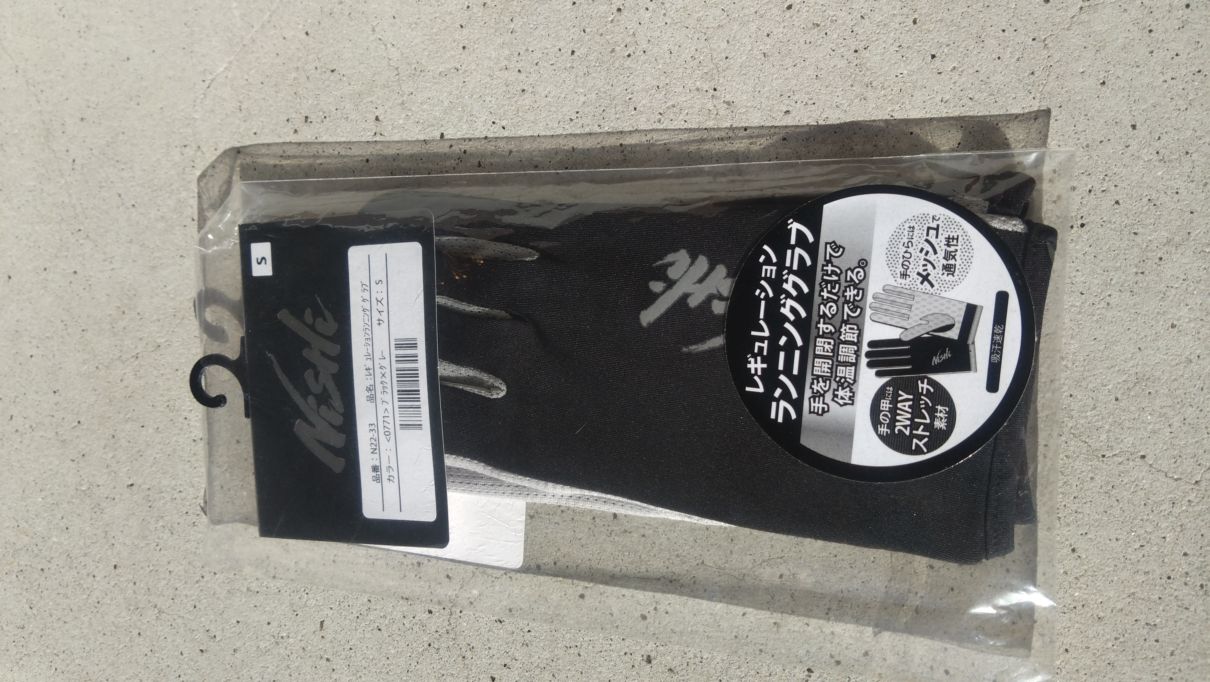 S
NISHI
品番：N22-33　品名：ﾚｷﾞｭﾚｰｼｮﾝﾗﾝﾆﾝｸﾞｸﾞﾗﾌﾞ
カラー：<0771>ﾌﾞﾗｯｸ×ｸﾞﾚｰ　サイズ：S
レギュレーション
ランニンググラブ
手を開閉するだけで
体温調節できる。
手のひらには
メッシュで
通気性
手の甲には
2WAY
ストレッチ
素材
Nishi
吸汗速乾